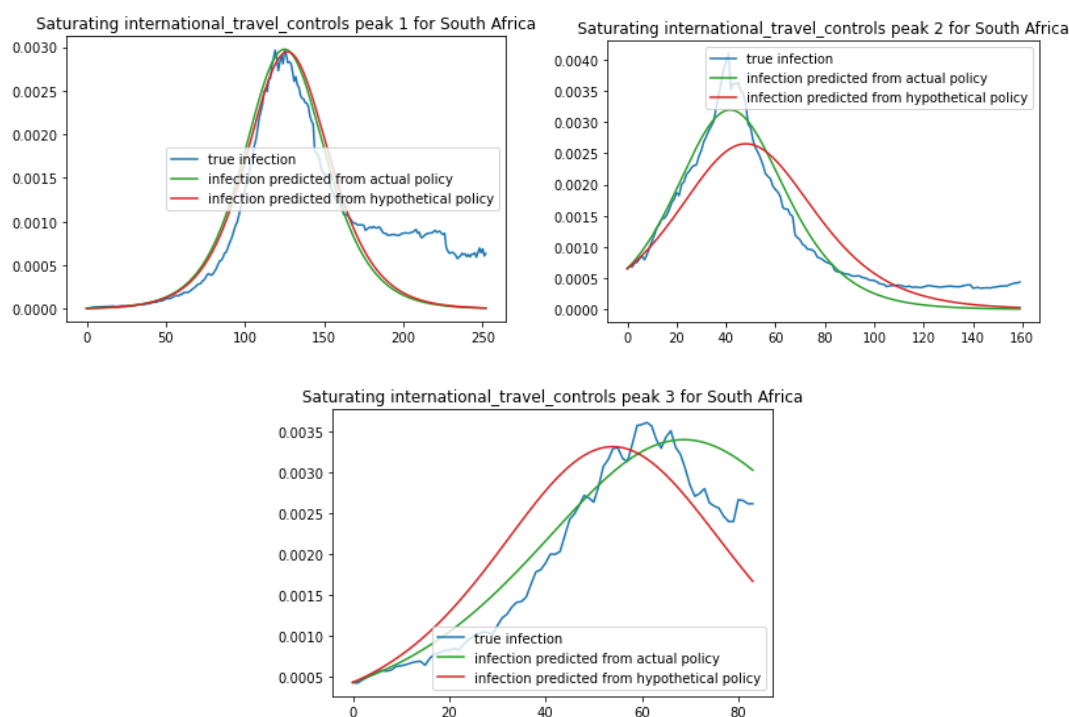 Saturating international_travel_controls peak 1 for South Africa
0.0030
0.0025
0.0020
0.0015
0.0010
0.0005
0.0000
true infection
infection predicted from actual policy
infection predicted from hypothetical policy
0 50 100 150 200 250
Saturating international_travel_controls peak 2 for South Africa
0.0040
0.0035
0.0030
0.0025
0.0020
0.0015
0.0010
0.0005
0.0000
true infection
infection predicted from actual policy
infection predicted from hypothetical policy
0 20 40 60 80 100 120 140 160
Saturating international_travel_controls peak 3 for South Africa
0.0035
0.0030
0.0025
0.0020
0.0015
0.0010
0.0005
true infection
infection predicted from actual policy
infection predicted from hypothetical policy
0 20 40 60 80